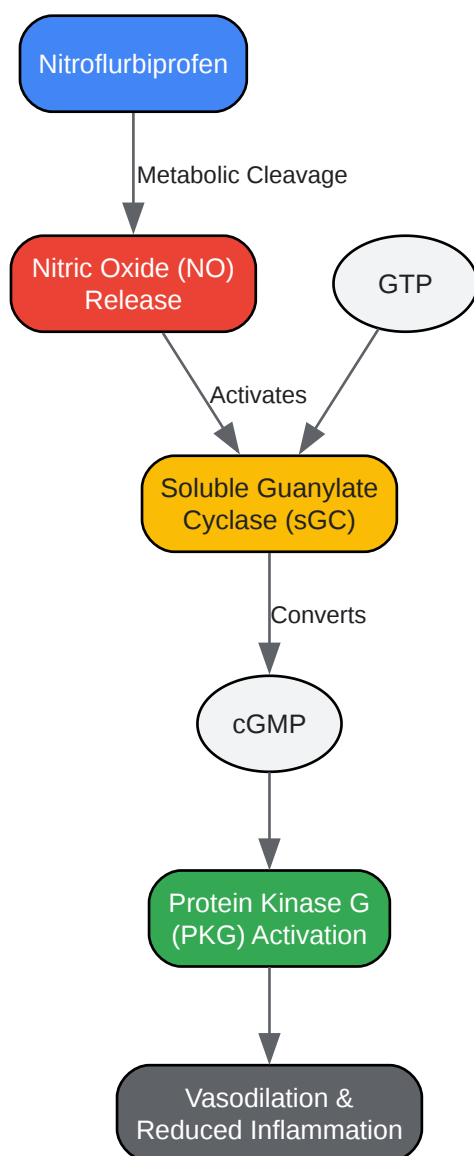 Nitroflurbiprofen
Metabolic Cleavage
Nitric Oxide (NO)
Release
GTP
Activates
Soluble Guanylate
Cyclase (sGC)
Converts
cGMP
Protein Kinase G
(PKG) Activation
Vasodilation &
Reduced Inflammation